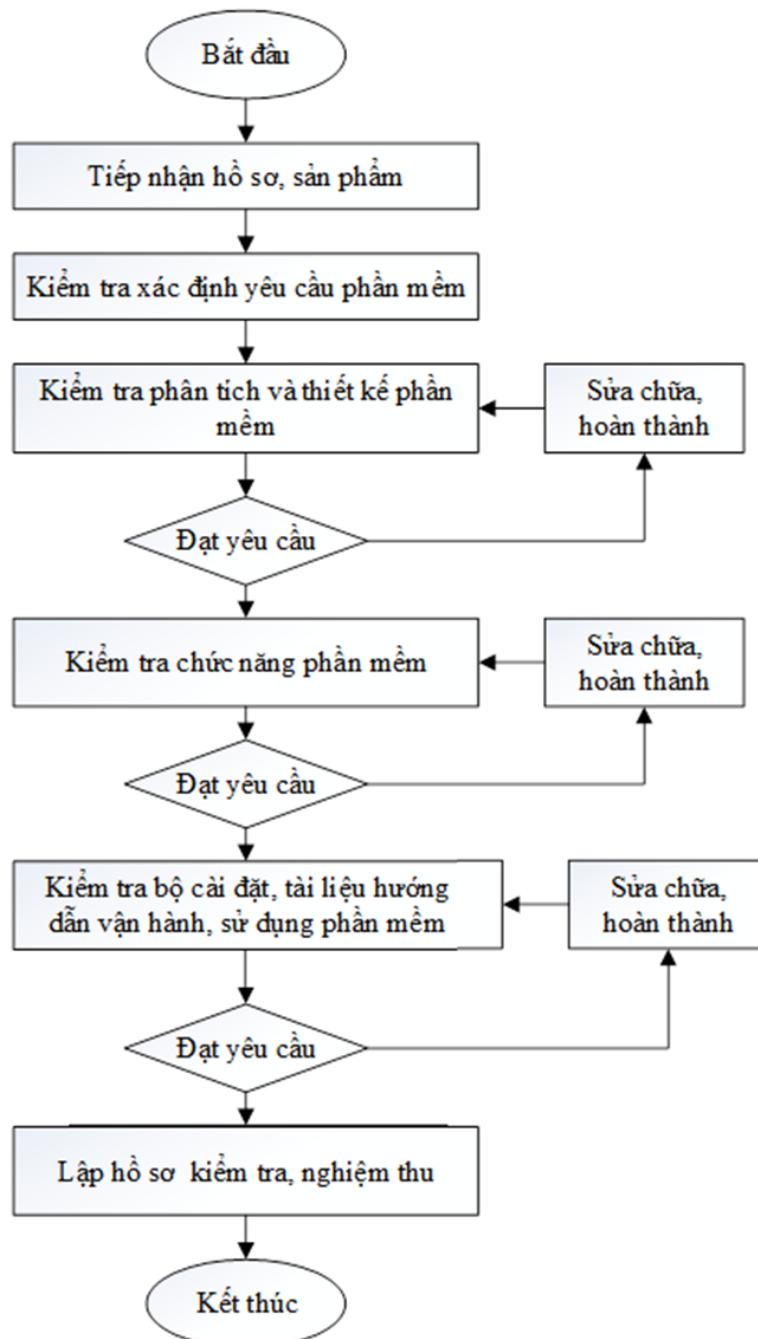 Bắt đầu
Tiếp nhận hồ sơ, sản phẩm
Kiểm tra xác định yêu cầu phần mềm
Kiểm tra phân tích và thiết kế phần
mềm
Sửa chữa,
hoàn thành
Đạt yêu cầu
Kiểm tra chức năng phần mềm
Sửa chữa,
hoàn thành
Đạt yêu cầu
Kiểm tra bộ cài đặt, tài liệu hướng
dẫn vận hành, sử dụng phần mềm
Sửa chữa,
hoàn thành
Đạt yêu cầu
Lập hồ sơ kiểm tra, nghiệm thu
Kết thúc